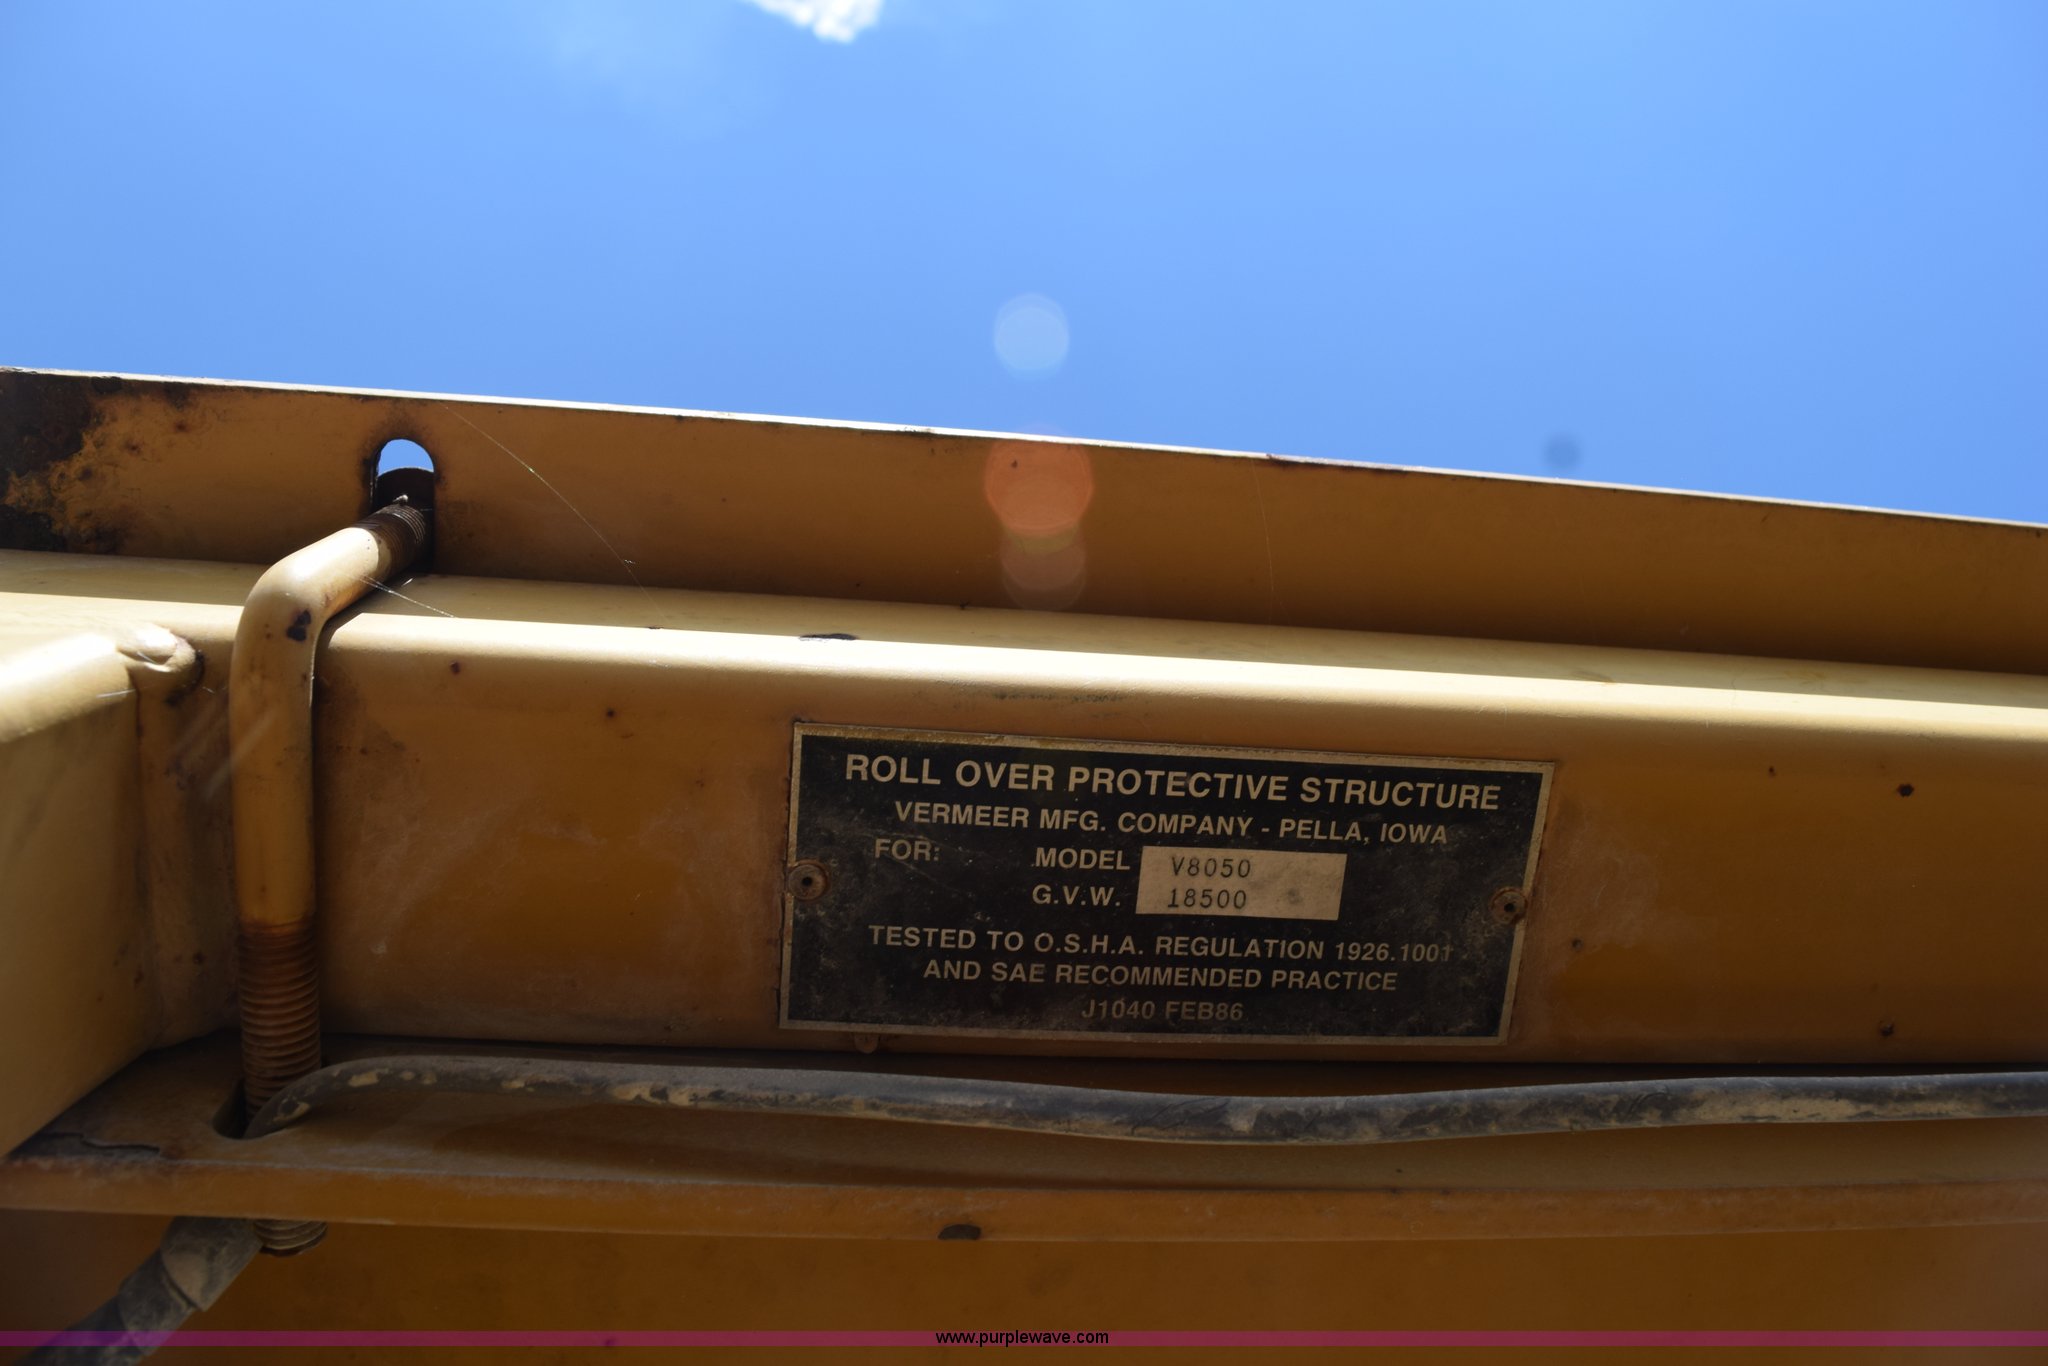 ROLL OVER PROTECTIVE STRUCTURE
VERMEER MFG. COMPANY - PELLA, IOWA
FOR: MODEL V8050
G.V.W. 18500
TESTED TO O.S.H.A. REGULATION 1926.1001
AND SAE RECOMMENDED PRACTICE
J1040 FEB86
www.purplewave.com